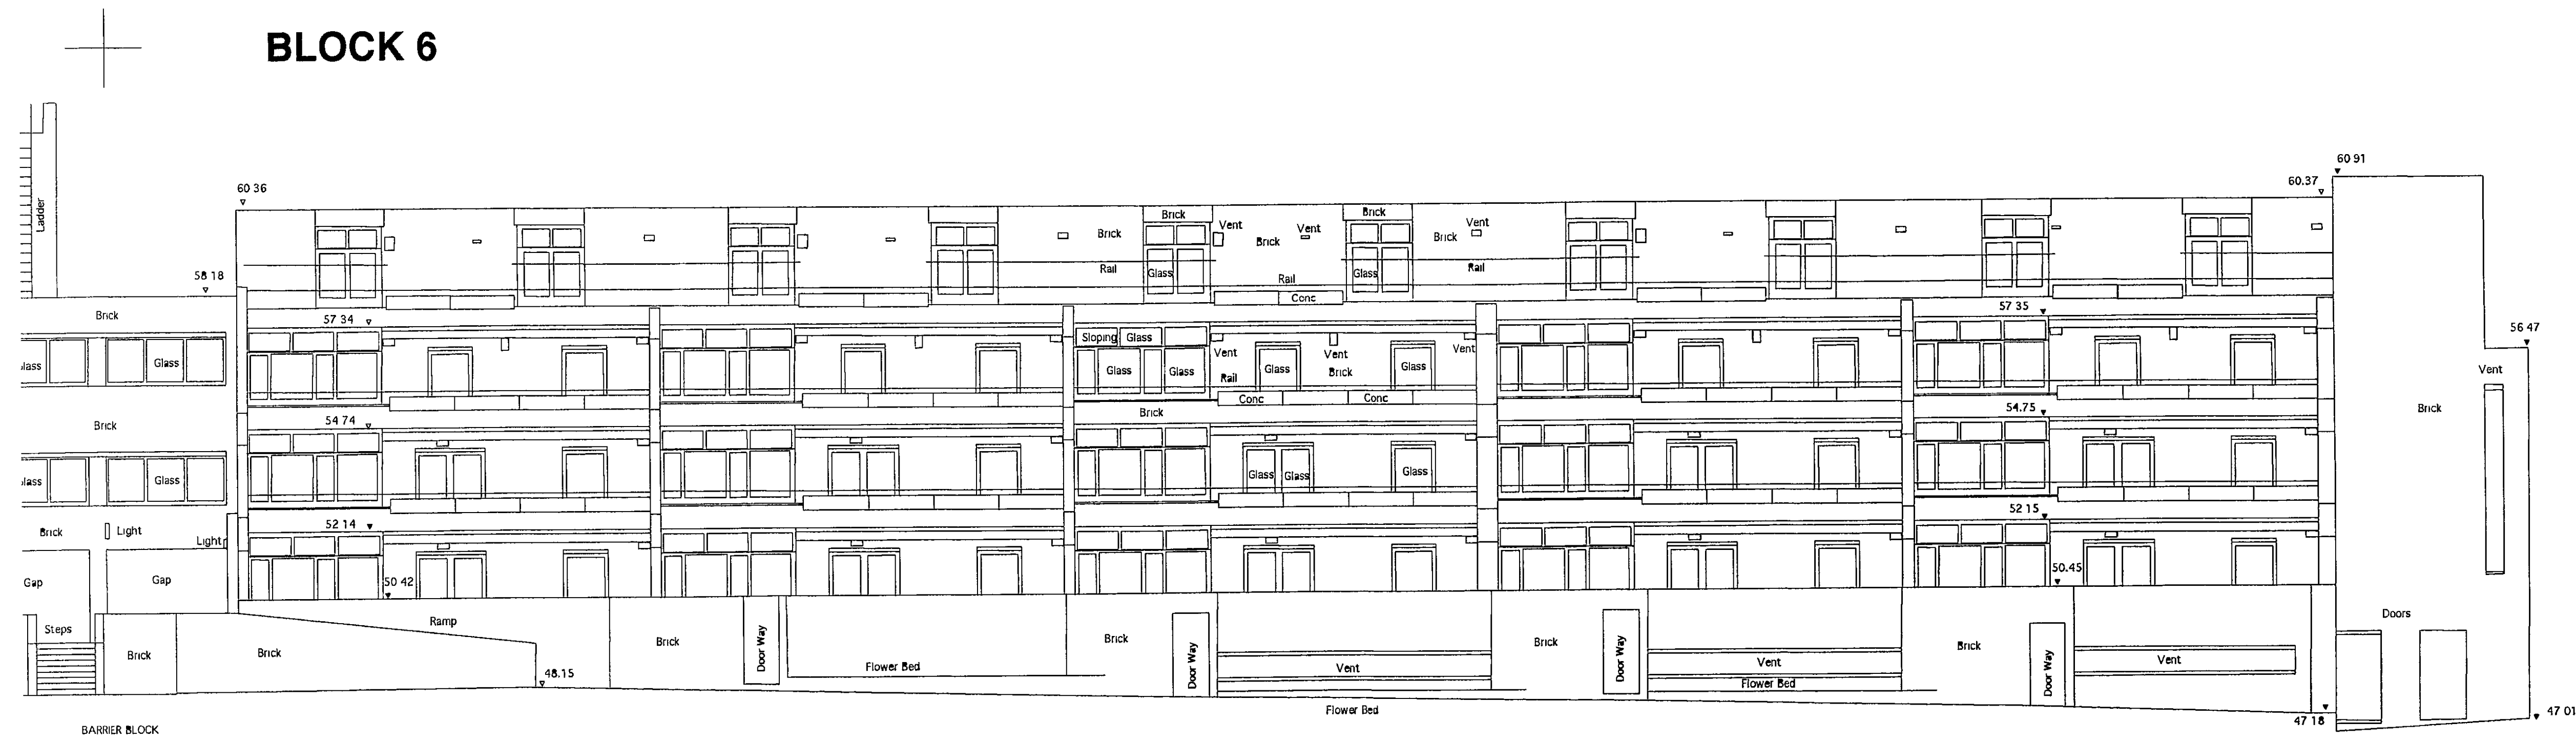 BLOCK 6
60 91
60 36
60.37
Ladder
Brick
Brick
Vent
Vent
Vent
Brick
Brick
Brick
Rail
Glass
Rail
Glass
Rail
Conc
58 18
57 34
57 35
56 47
Brick
Sloping
Glass
Vent
Vent
Vent
Glass
Glass
Glass
Glass
Glass
Rail
Brick
Glass
Vent
Conc
Conc
Brick
Brick
Brick
54 74
54.75
Glass
Glass
Glass
Glass
Glass
52 14
52 15
Brick
Light
Light
Gap
Gap
50 42
50.45
Steps
Brick
Brick
Ramp
Brick
Door Way
Flower Bed
Brick
Door Way
Vent
Brick
Door Way
Vent
Flower Bed
Brick
Door Way
Vent
Doors
48.15
Flower Bed
47 18
47 01
BARRIER BLOCK